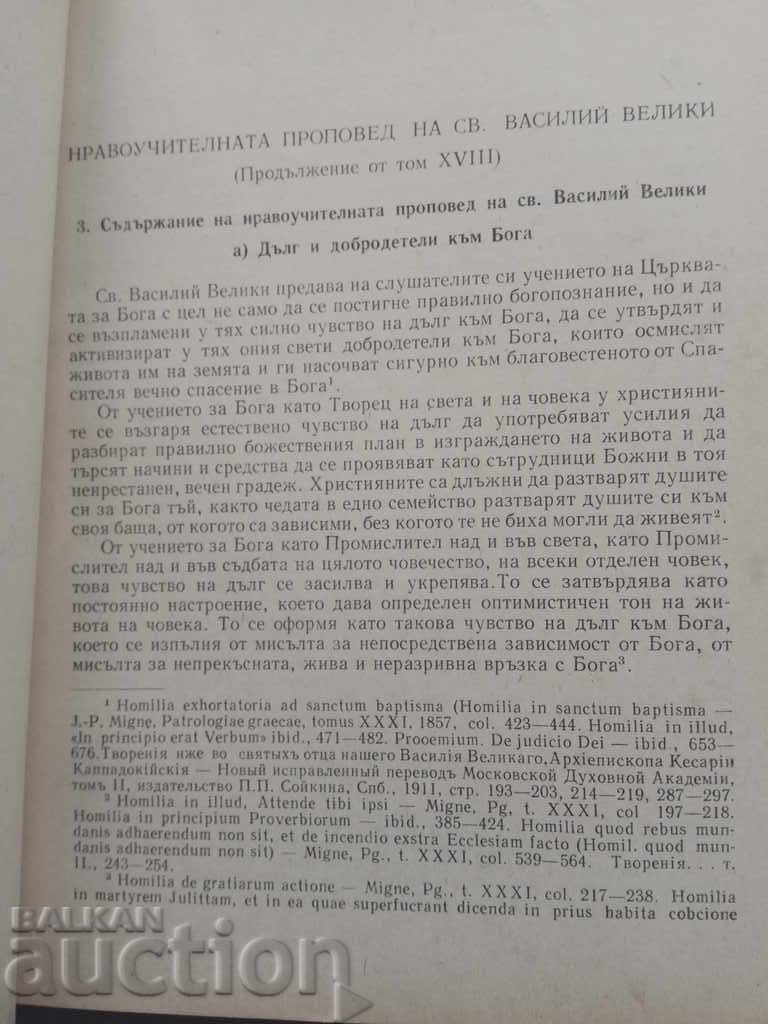 НРАВОУЧИТЕЛНАТА ПРОПОВЕД НА СВ. ВАСИЛИЙ ВЕЛИКИ
(Продължение от том XVIII)
3. Съдържание на нравоучителната проповед на св. Василий Велики
а) Дълг и добродетели към Бога
Св. Василий Велики предава на слушателите си учението на Църква-
та за Бога с цел не само да се постигне правилно богопознание, но и да
се възпламени у тях силно чувство на дълг към Бога, да се утвърдят и
активизират у тях ония свети добродетели към Бога, които осмислят
живота им на земята и ги насочват сигурно към благовестеното от Спа-
сителя вечно спасение в Бога¹.
От учението за Бога като Творец на света и на човека у християни-
те се възгаря естествено чувство на дълг да употребяват усилия да
разбират правилно божествения план в изграждането на живота и да
търсят начини и средства да се проявяват като сътрудници Божни в тоя
непрестанен, вечен градеж. Християните са длъжни да разтварят душите
си за Бога тъй, както чедата в едно семейство разтварят душите си към
своя баща, от когото са зависими, без когото те не биха могли да живеят².
От учението за Бога като Промислител над и във света, като Проми-
слител над и във съдбата на цялото човечество, на всеки отделен човек,
това чувство на дълг се засилва и укрепява.То се затвърдява като
постоянно настроение, което дава определен оптимистичен тон на жи-
вота на човека. То се оформя като такова чувство на дълг към Бога,
което се изпълня от мисълта за непосредствена зависимост от Бога, от
мисълта за непрекъсната, жива и неразривна връзка с Бога³.
¹ Homilia exhortatoria ad sanctum baptisma (Homilia in sanctum baptisma —
J.-P. Migne, Patrologiae graecae, tomus XXXI, 1857, col. 423—444. Homilia in illud,
«In principio erat Verbum» ibid., 471—482. Prooemium. De judicio Dei — ibid., 653—
676.Творенія иже во святыхъ отца нашего Василія Великаго, Архіепископа Кесаріи
Каппадокійскія — Новый исправленный переводъ Московской Духовной Академіи,
томъ II, издательство П.П. Сойкина, Спб., 1911, стр. 193—203, 214—219, 287—297.
² Homilia in illud, Attende tibi ipsi — Migne, Pg, t. XXXI, col 197—218.
Homilia in principium Proverbiorum — ibid., 385—424. Homilia quod rebus mun-
danis adhaerendum non sit, et de incendio exstra Ecclesiam facto (Homil. quod mun-
danis adhaerendum non sit) — Migne, Pg., t. XXXI, col. 539—564. Творенія. . . т.
II., 243—254.
³ Homilia de gratiarum actione — Migne, Pg., t. XXXI, col. 217—238. Homilia
in martyrem Julittam, et in ea quae superfucrant dicenda in prius habita cobcione
BALKAN
auction